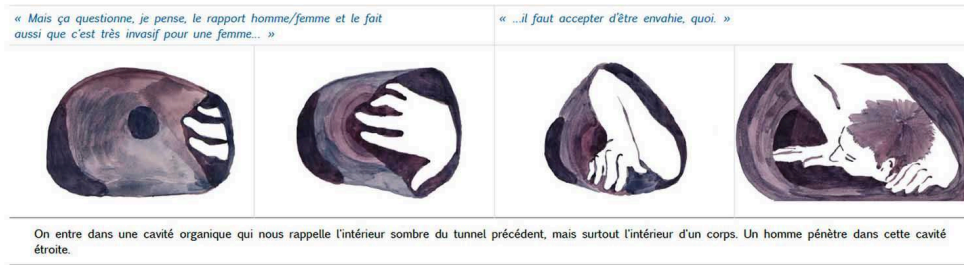 « Mais ça questionne, je pense, le rapport homme/femme et le fait
aussi que c'est très invasif pour une femme... »
« ...il faut accepter d'être envahie, quoi. »
On entre dans une cavité organique qui nous rappelle l'intérieur sombre du tunnel précédent, mais surtout l'intérieur d'un corps. Un homme pénètre dans cette cavité
étroite.